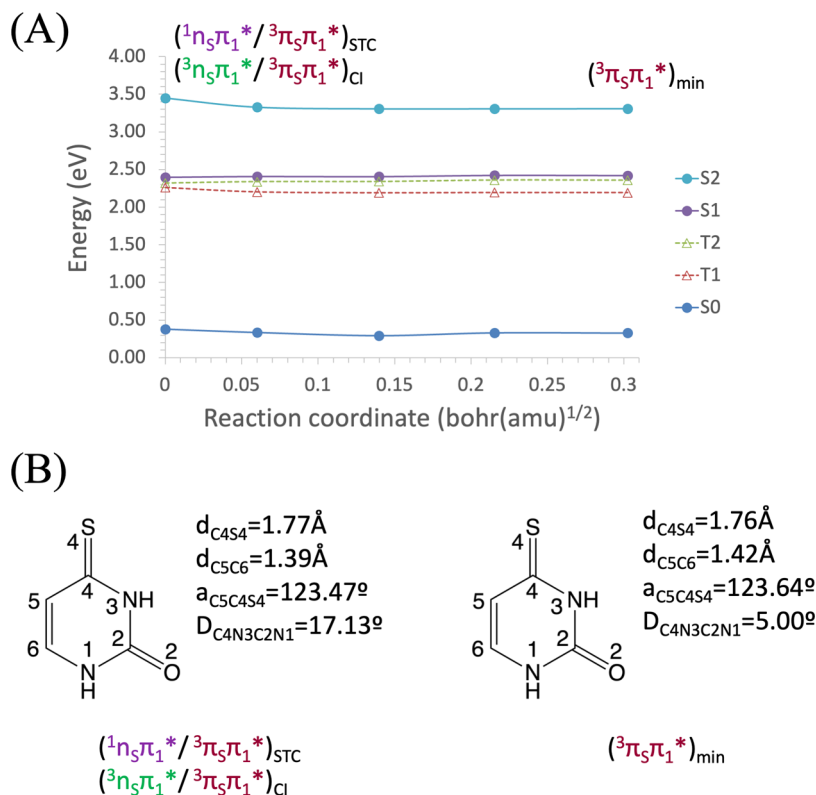 (A)
(¹nₛπ₁*/³πₛπ₁*)STC
(³nₛπ₁*/³πₛπ₁*)CI
(³πₛπ₁*)min
4.00
3.50
3.00
2.50
2.00
1.50
1.00
0.50
0.00
Energy (eV)
0 0.05 0.1 0.15 0.2 0.25 0.3
Reaction coordinate (bohr(amu)¹/²)
S2
S1
T2
T1
S0
(B)
S
4
4
5
3
NH
6
1
2
2
N
H
O
dC4S4=1.77Å
dC5C6=1.39Å
aC5C4S4=123.47º
DC4N3C2N1=17.13º
(¹nₛπ₁*/³πₛπ₁*)STC
(³nₛπ₁*/³πₛπ₁*)CI
S
4
4
5
3
NH
6
1
2
2
N
H
O
dC4S4=1.76Å
dC5C6=1.42Å
aC5C4S4=123.64º
DC4N3C2N1=5.00º
(³πₛπ₁*)min